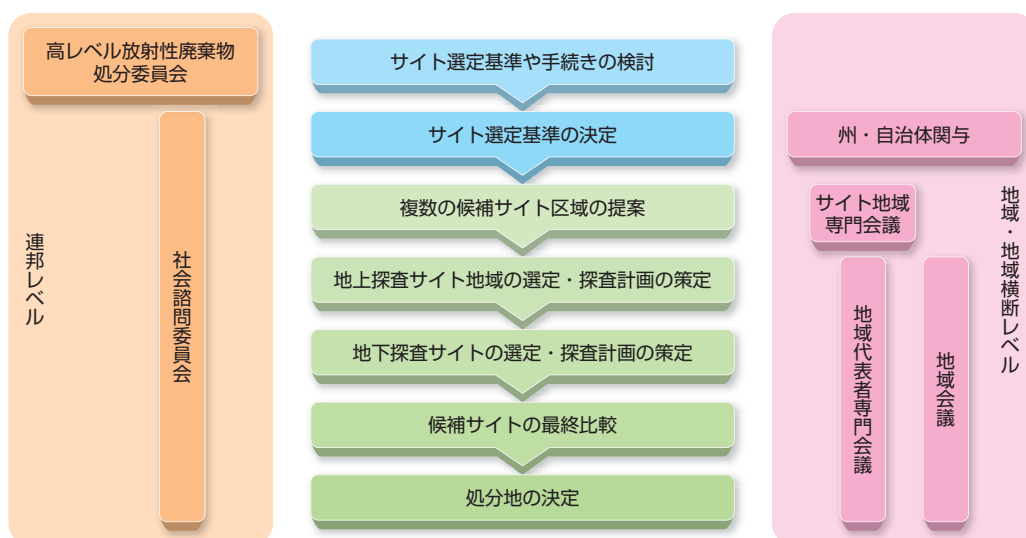 高レベル放射性廃棄物
処分委員会
連邦レベル
社会諮問委員会
サイト選定基準や手続きの検討
サイト選定基準の決定
複数の候補サイト区域の提案
地上探査サイト地域の選定・探査計画の策定
地下探査サイトの選定・探査計画の策定
候補サイトの最終比較
処分地の決定
州・自治体関与
サイト地域
専門会議
地域代表者専門会議
地域会議
地域・地域横断レベル